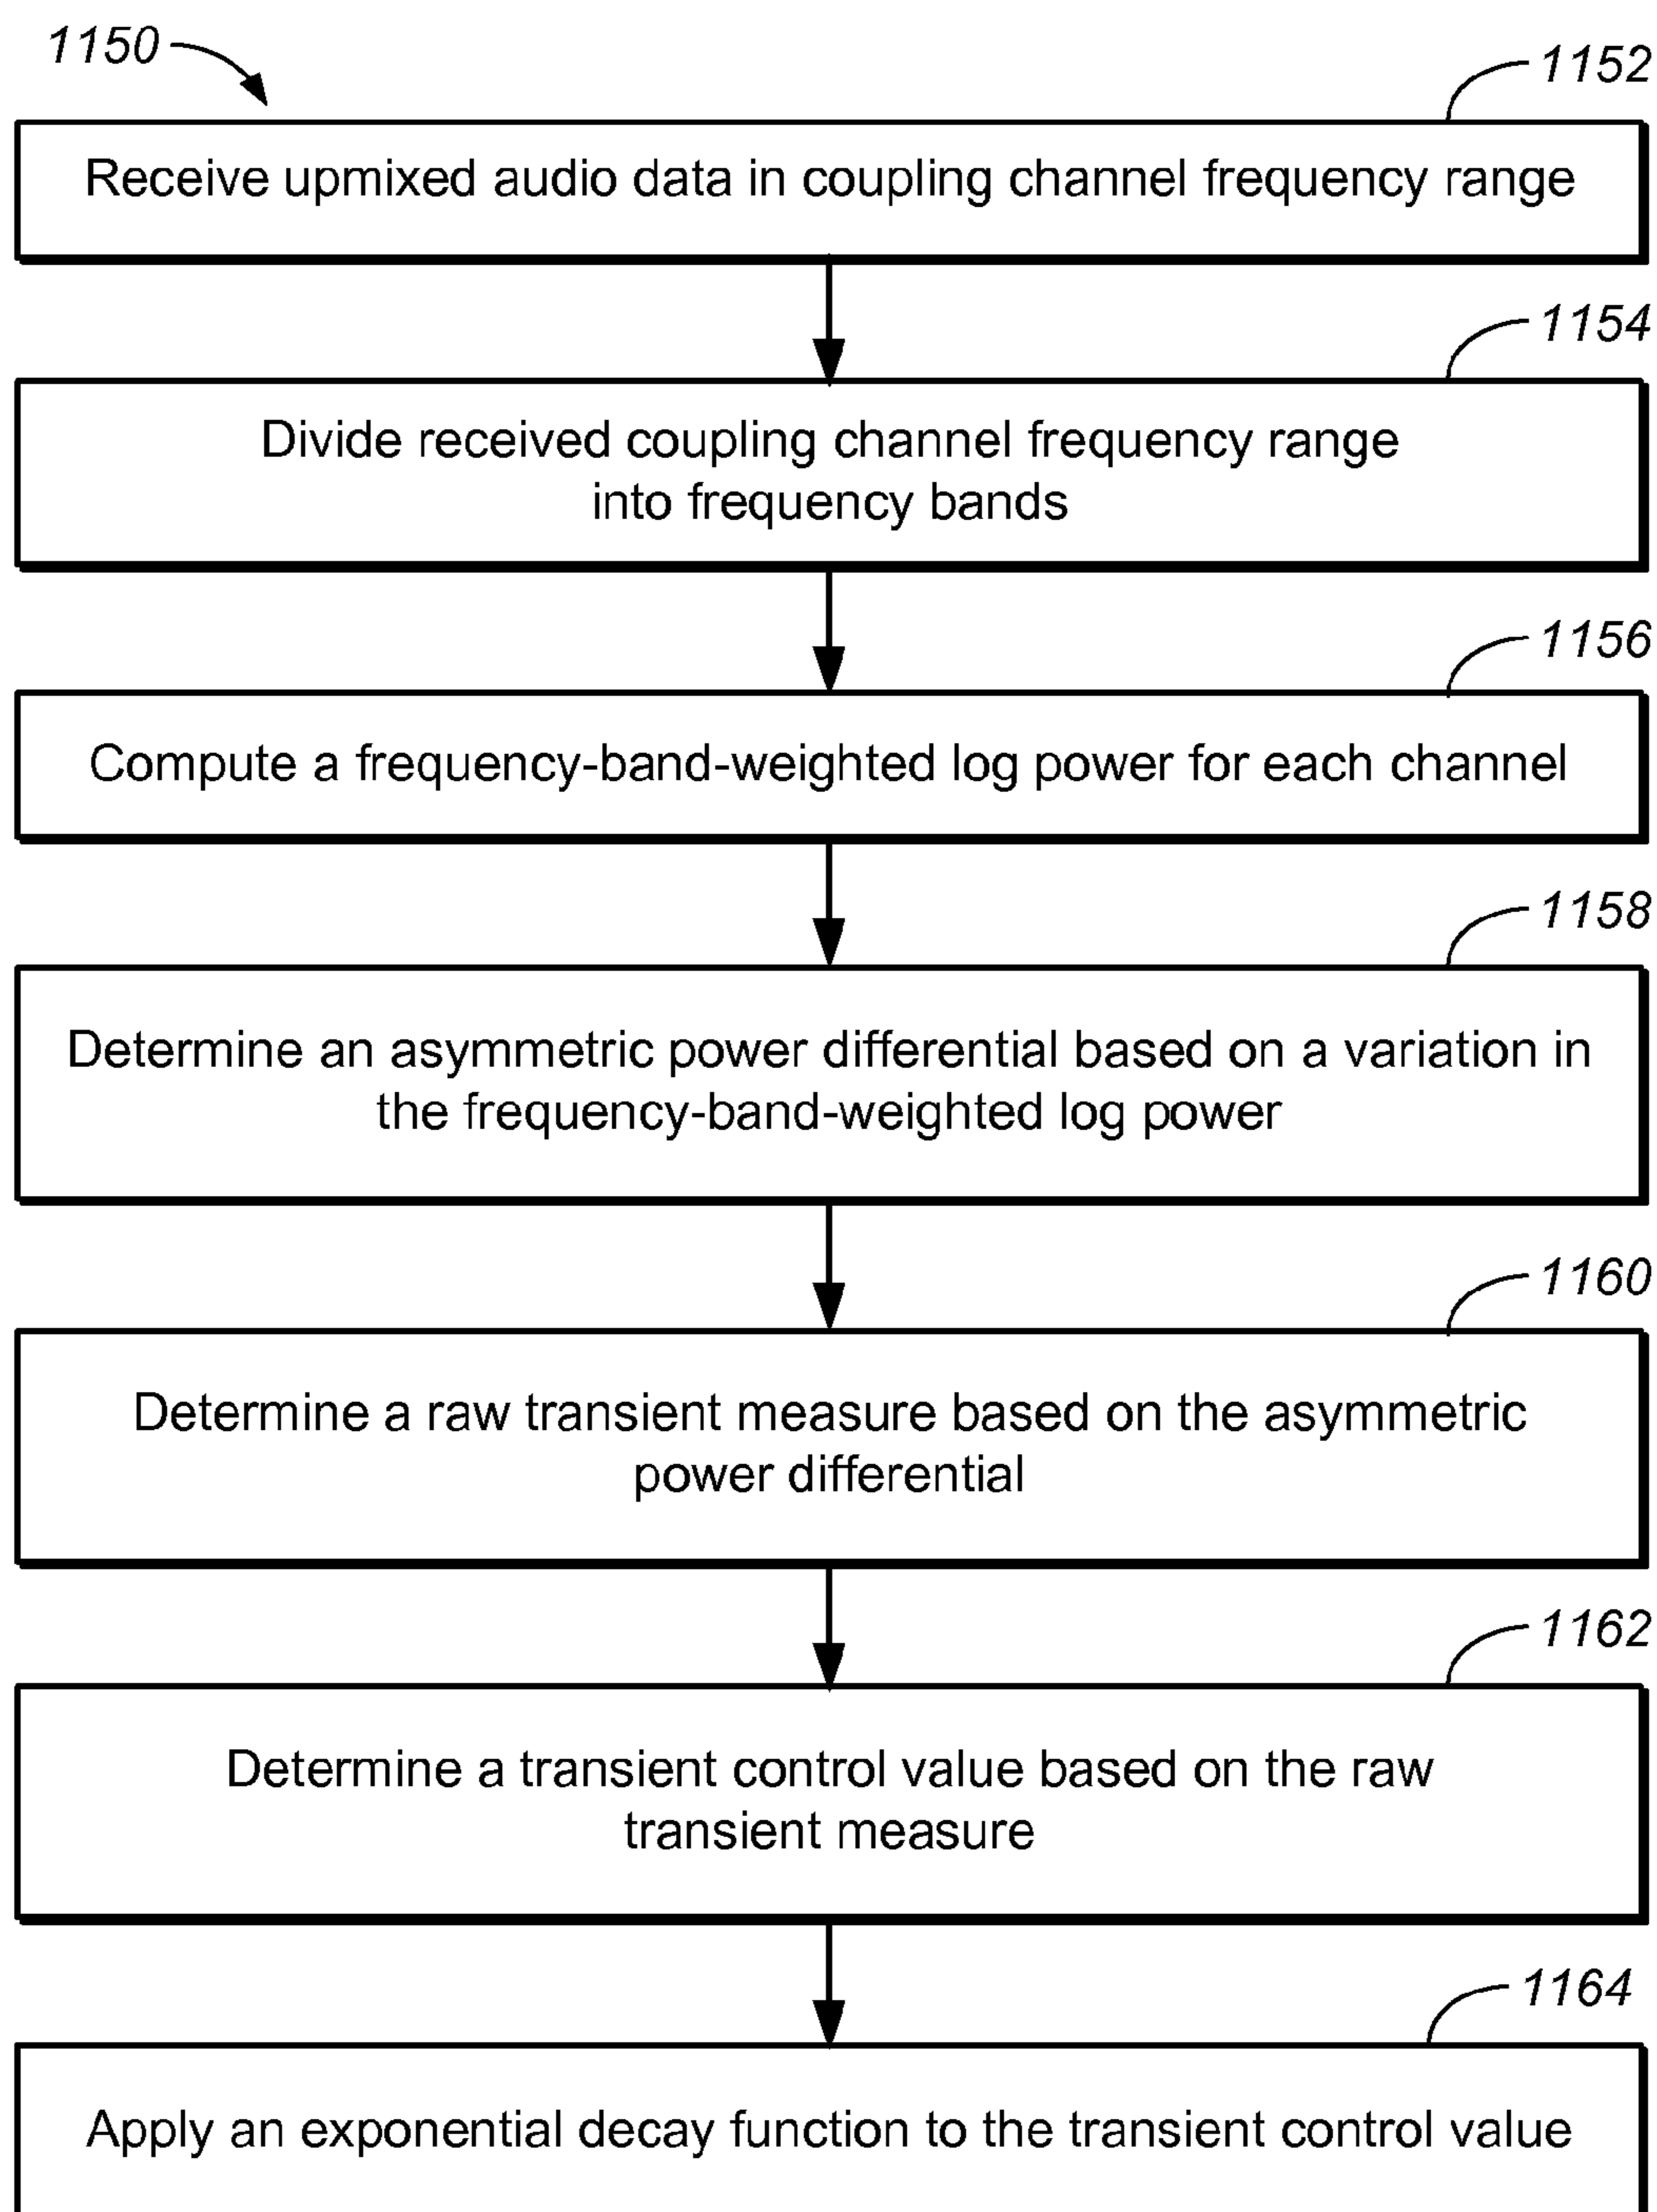 1150
1152
Receive upmixed audio data in coupling channel frequency range
1154
Divide received coupling channel frequency range
into frequency bands
1156
Compute a frequency-band-weighted log power for each channel
1158
Determine an asymmetric power differential based on a variation in
the frequency-band-weighted log power
1160
Determine a raw transient measure based on the asymmetric
power differential
1162
Determine a transient control value based on the raw
transient measure
1164
Apply an exponential decay function to the transient control value